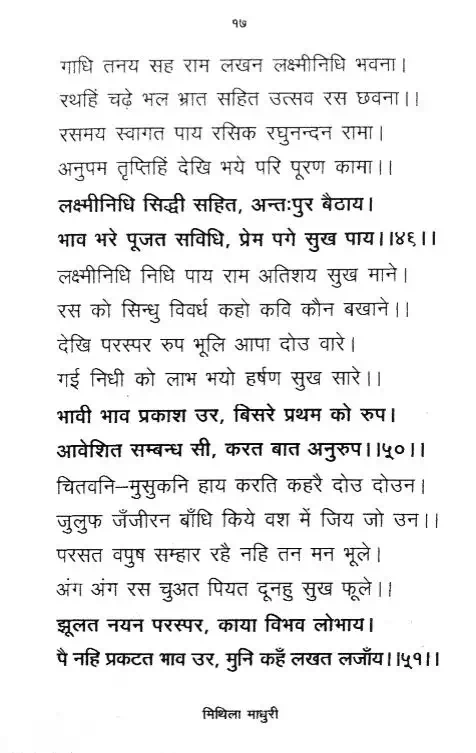 १७
गाधि तनय सह राम लखन लक्ष्मीनिधि भवना।
रथहिं चढ़े भल भ्रात सहित उत्सव रस छवना।।
रसमय स्वागत पाय रसिक रघुनन्दन रामा।
अनुपम तृप्तिहिं देखि भये परि पूरण कामा।।
लक्ष्मीनिधि सिद्धी सहित, अन्तःपुर बैठाय।
भाव भरे पूजत सविधि, प्रेम पगे सुख पाय।।४६।।
लक्ष्मीनिधि निधि पाय राम अतिशय सुख माने।
रस को सिन्धु विवर्ध कहो कवि कौन बखाने।।
देखि परस्पर रुप भूलि आपा दोउ वारे।
गई निधी को लाभ भयो हर्षण सुख सारे।।
भावी भाव प्रकाश उर, बिसरे प्रथम को रुप।
आवेशित सम्बन्ध सी, करत बात अनुरुप।।५०।।
चितवनि–मुसुकनि हाय करति कहरै दोउ दोउन।
जुलुफ जँजीरन बाँधि किये वश में जिय जो उन।।
परसत वपुष सम्हार रहै नहि तन मन भूले।
अंग अंग रस चुअत पियत दूनहु सुख फूले।।
झूलत नयन परस्पर, काया विभव लोभाय।
पै नहि प्रकटत भाव उर, मुनि कहँ लखत लजाँय।।५१।।
मिथिला माधुरी